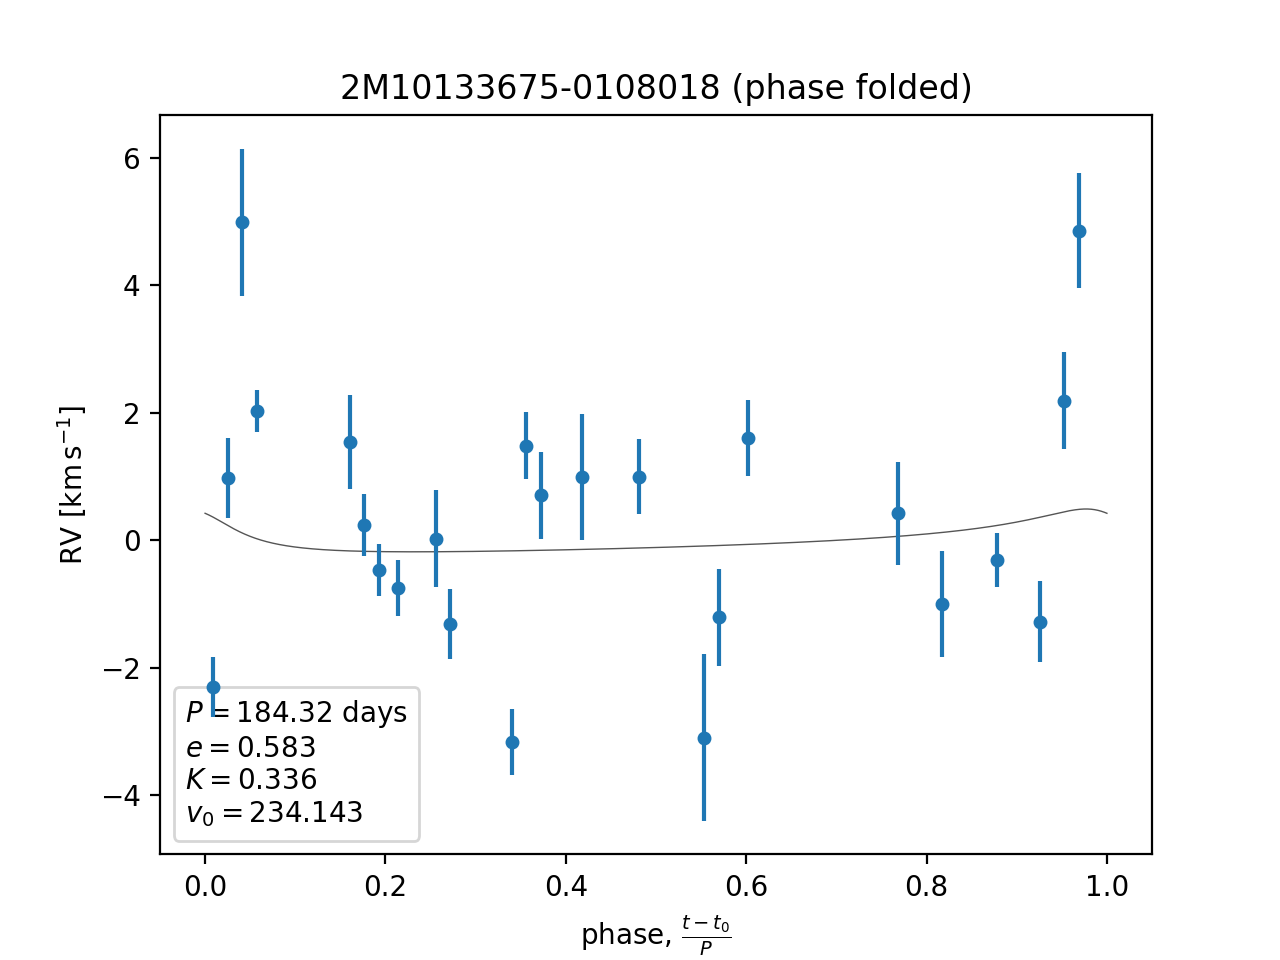 2M10133675-0108018 (phase folded)
6
4
2
0
−2
−4
RV [km s⁻¹]
P = 184.32 days
e = 0.583
K = 0.336
v₀ = 234.143
0.0 0.2 0.4 0.6 0.8 1.0
phase, (t − t₀)/P